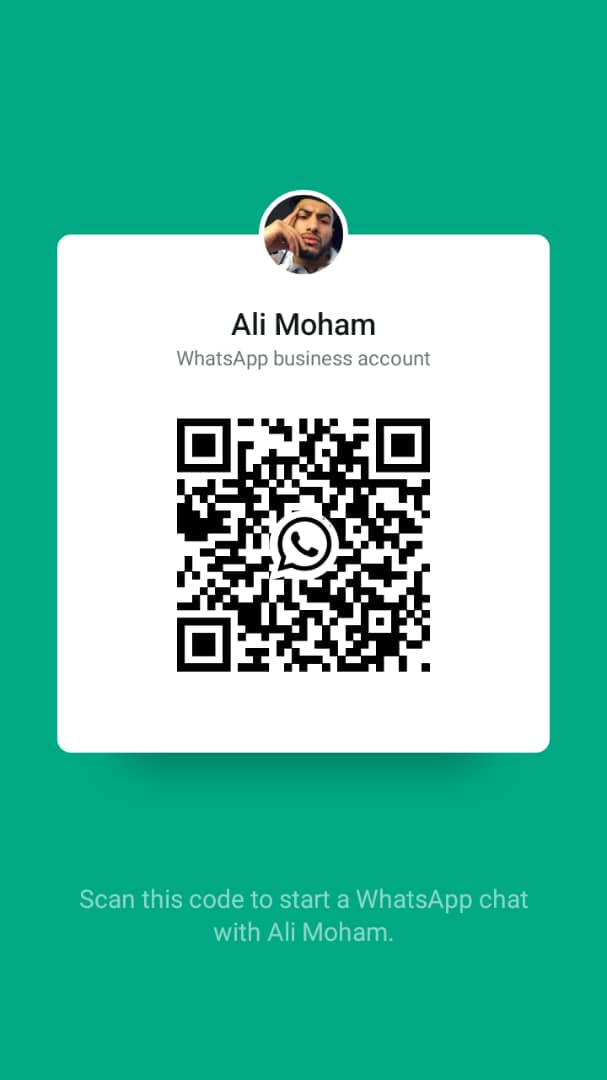 Ali Moham
WhatsApp business account
Scan this code to start a WhatsApp chat
with Ali Moham.